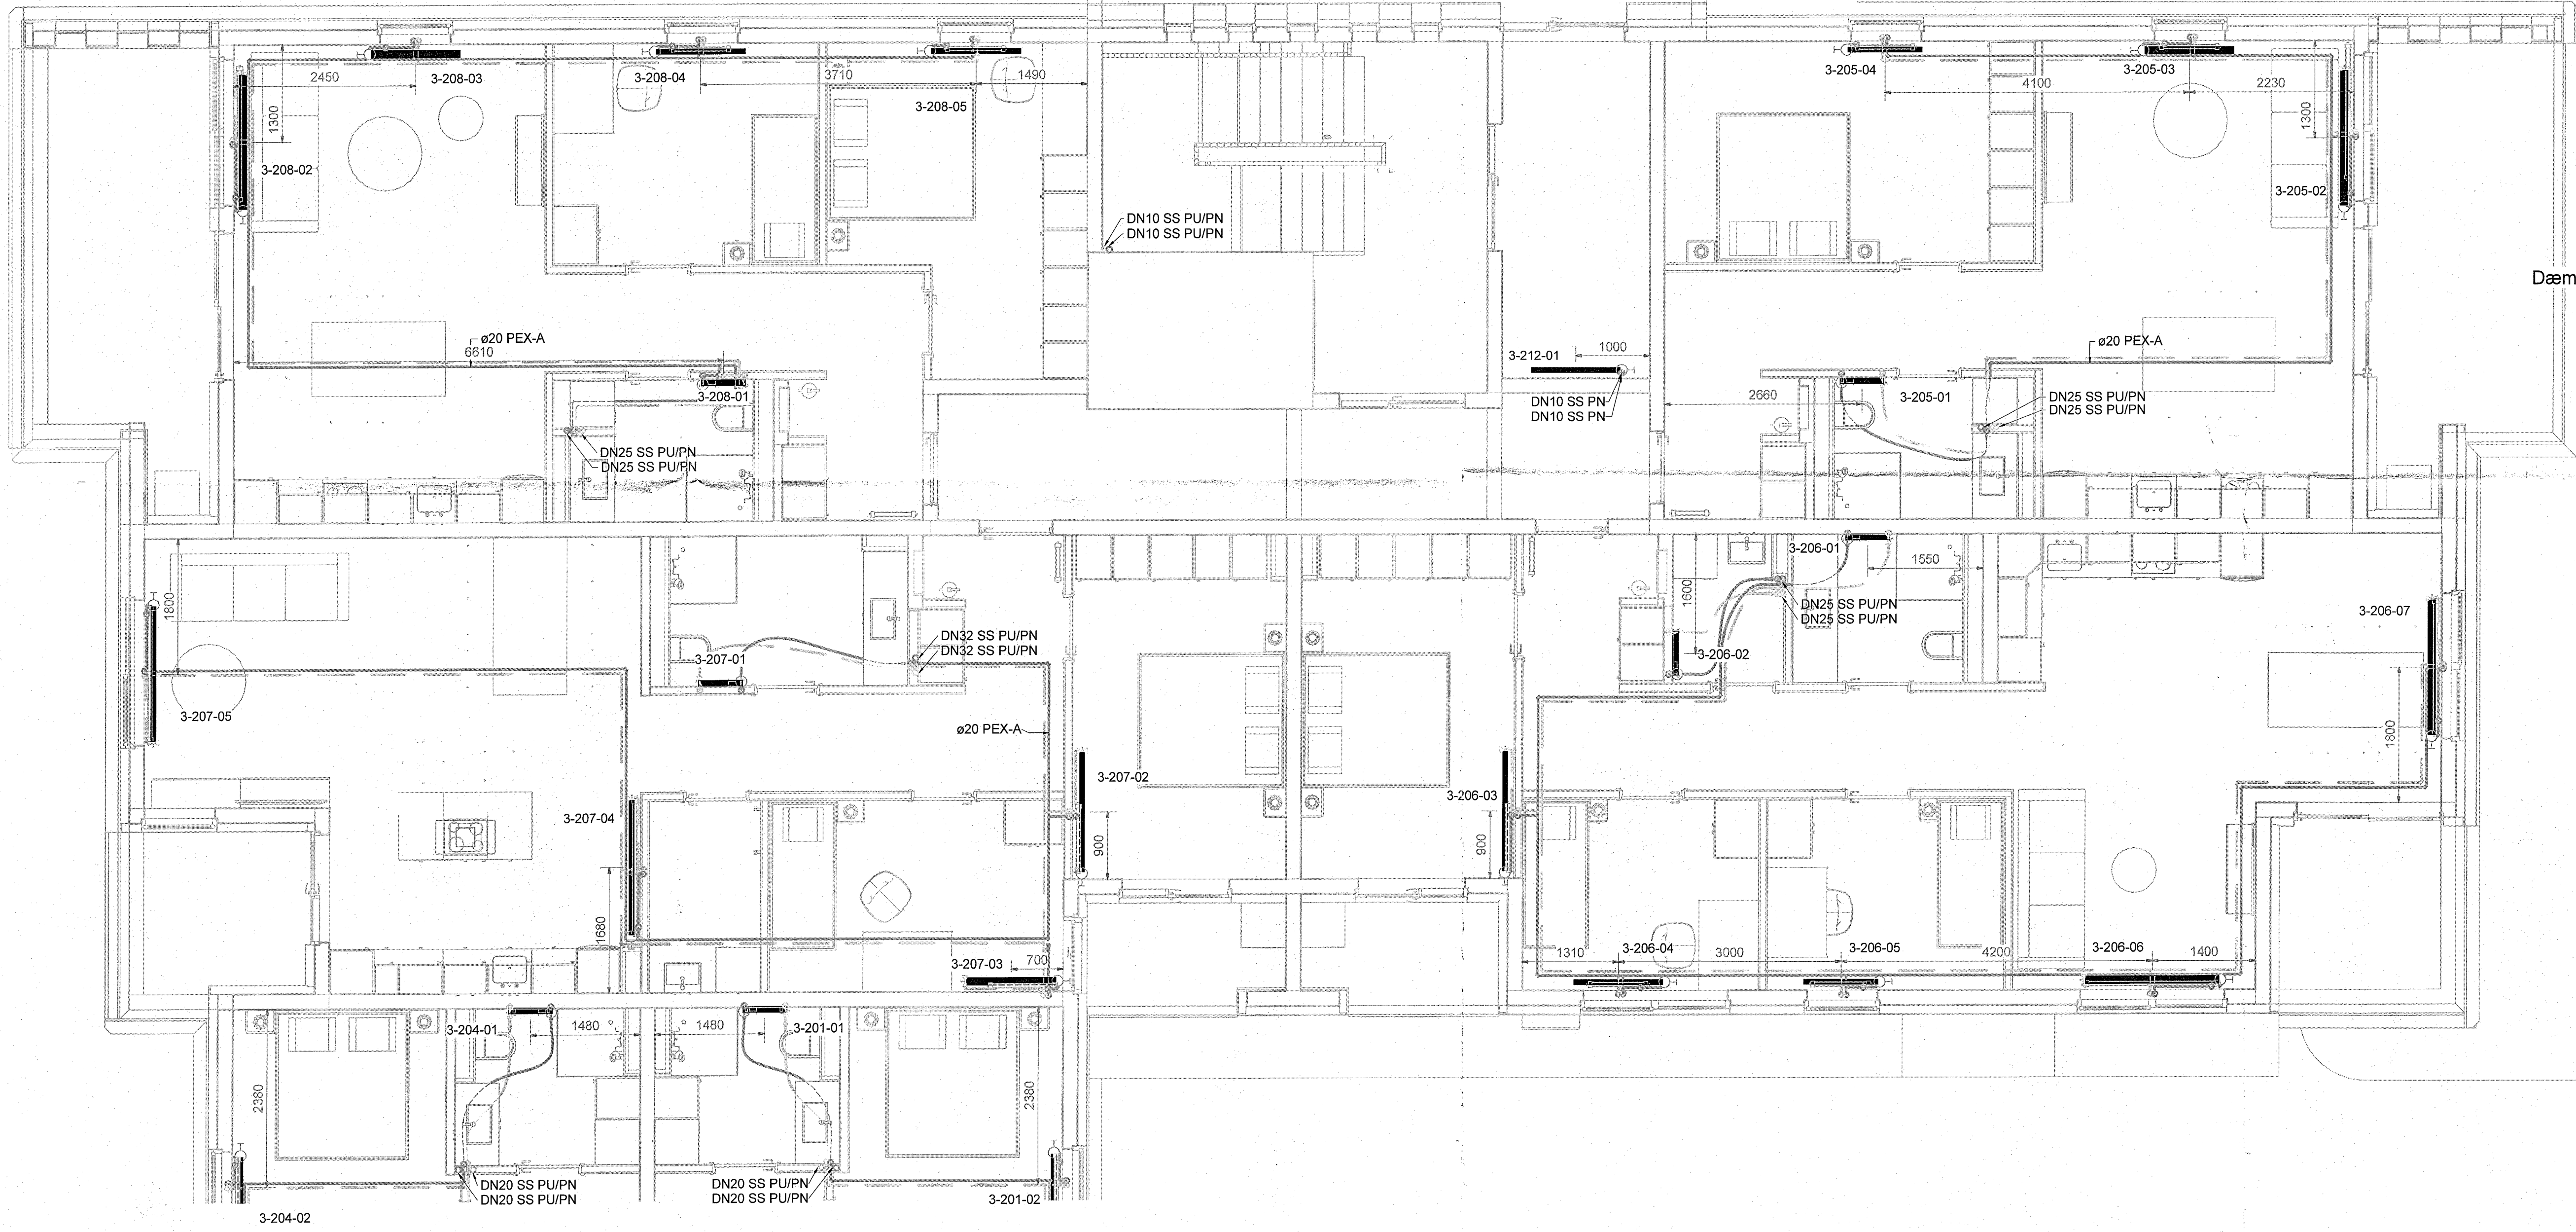 2450
3-208-03
3-208-04
3710
1490
3-208-05
1300
3-208-02
3-205-04
3-205-03
4100
2230
1300
3-205-02
DN10 SS PU/PN
DN10 SS PU/PN
Dæm
ø20 PEX-A
6610
3-208-01
3-212-01
1000
DN10 SS PN
DN10 SS PN
ø20 PEX-A
2660
3-205-01
DN25 SS PU/PN
DN25 SS PU/PN
DN25 SS PU/PN
DN25 SS PU/PN
1800
3-206-01
1550
1600
DN25 SS PU/PN
DN25 SS PU/PN
3-206-07
DN32 SS PU/PN
DN32 SS PU/PN
3-207-01
3-206-02
3-207-05
ø20 PEX-A
1800
3-207-02
3-206-03
3-207-04
900
900
1680
3-207-03
700
1310
3-206-04
3000
3-206-05
4200
3-206-06
1400
3-204-01
1480
1480
3-201-01
2380
2380
DN20 SS PU/PN
DN20 SS PU/PN
DN20 SS PU/PN
DN20 SS PU/PN
3-201-02
3-204-02